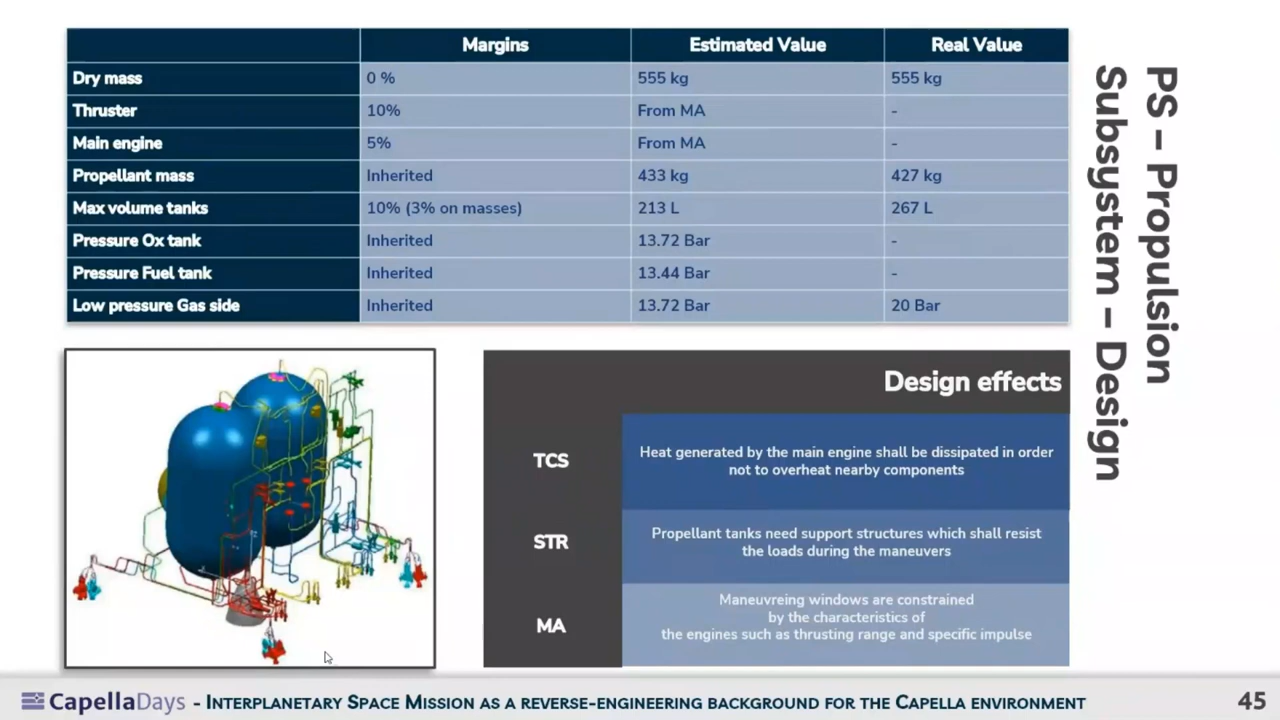 Margins Estimated Value Real Value
Dry mass 0 % 555 kg 555 kg
Thruster 10% From MA -
Main engine 5% From MA -
Propellant mass Inherited 433 kg 427 kg
Max volume tanks 10% (3% on masses) 213 L 267 L
Pressure Ox tank Inherited 13.72 Bar -
Pressure Fuel tank Inherited 13.44 Bar -
Low pressure Gas side Inherited 13.72 Bar 20 Bar
PS – Propulsion
Subsystem – Design
Design effects
TCS
Heat generated by the main engine shall be dissipated in order
not to overheat nearby components
STR
Propellant tanks need support structures which shall resist
the loads during the maneuvers
MA
Maneuvreing windows are constrained
by the characteristics of
the engines such as thrusting range and specific impulse
CapellaDays - Interplanetary Space Mission as a reverse-engineering background for the Capella environment
45